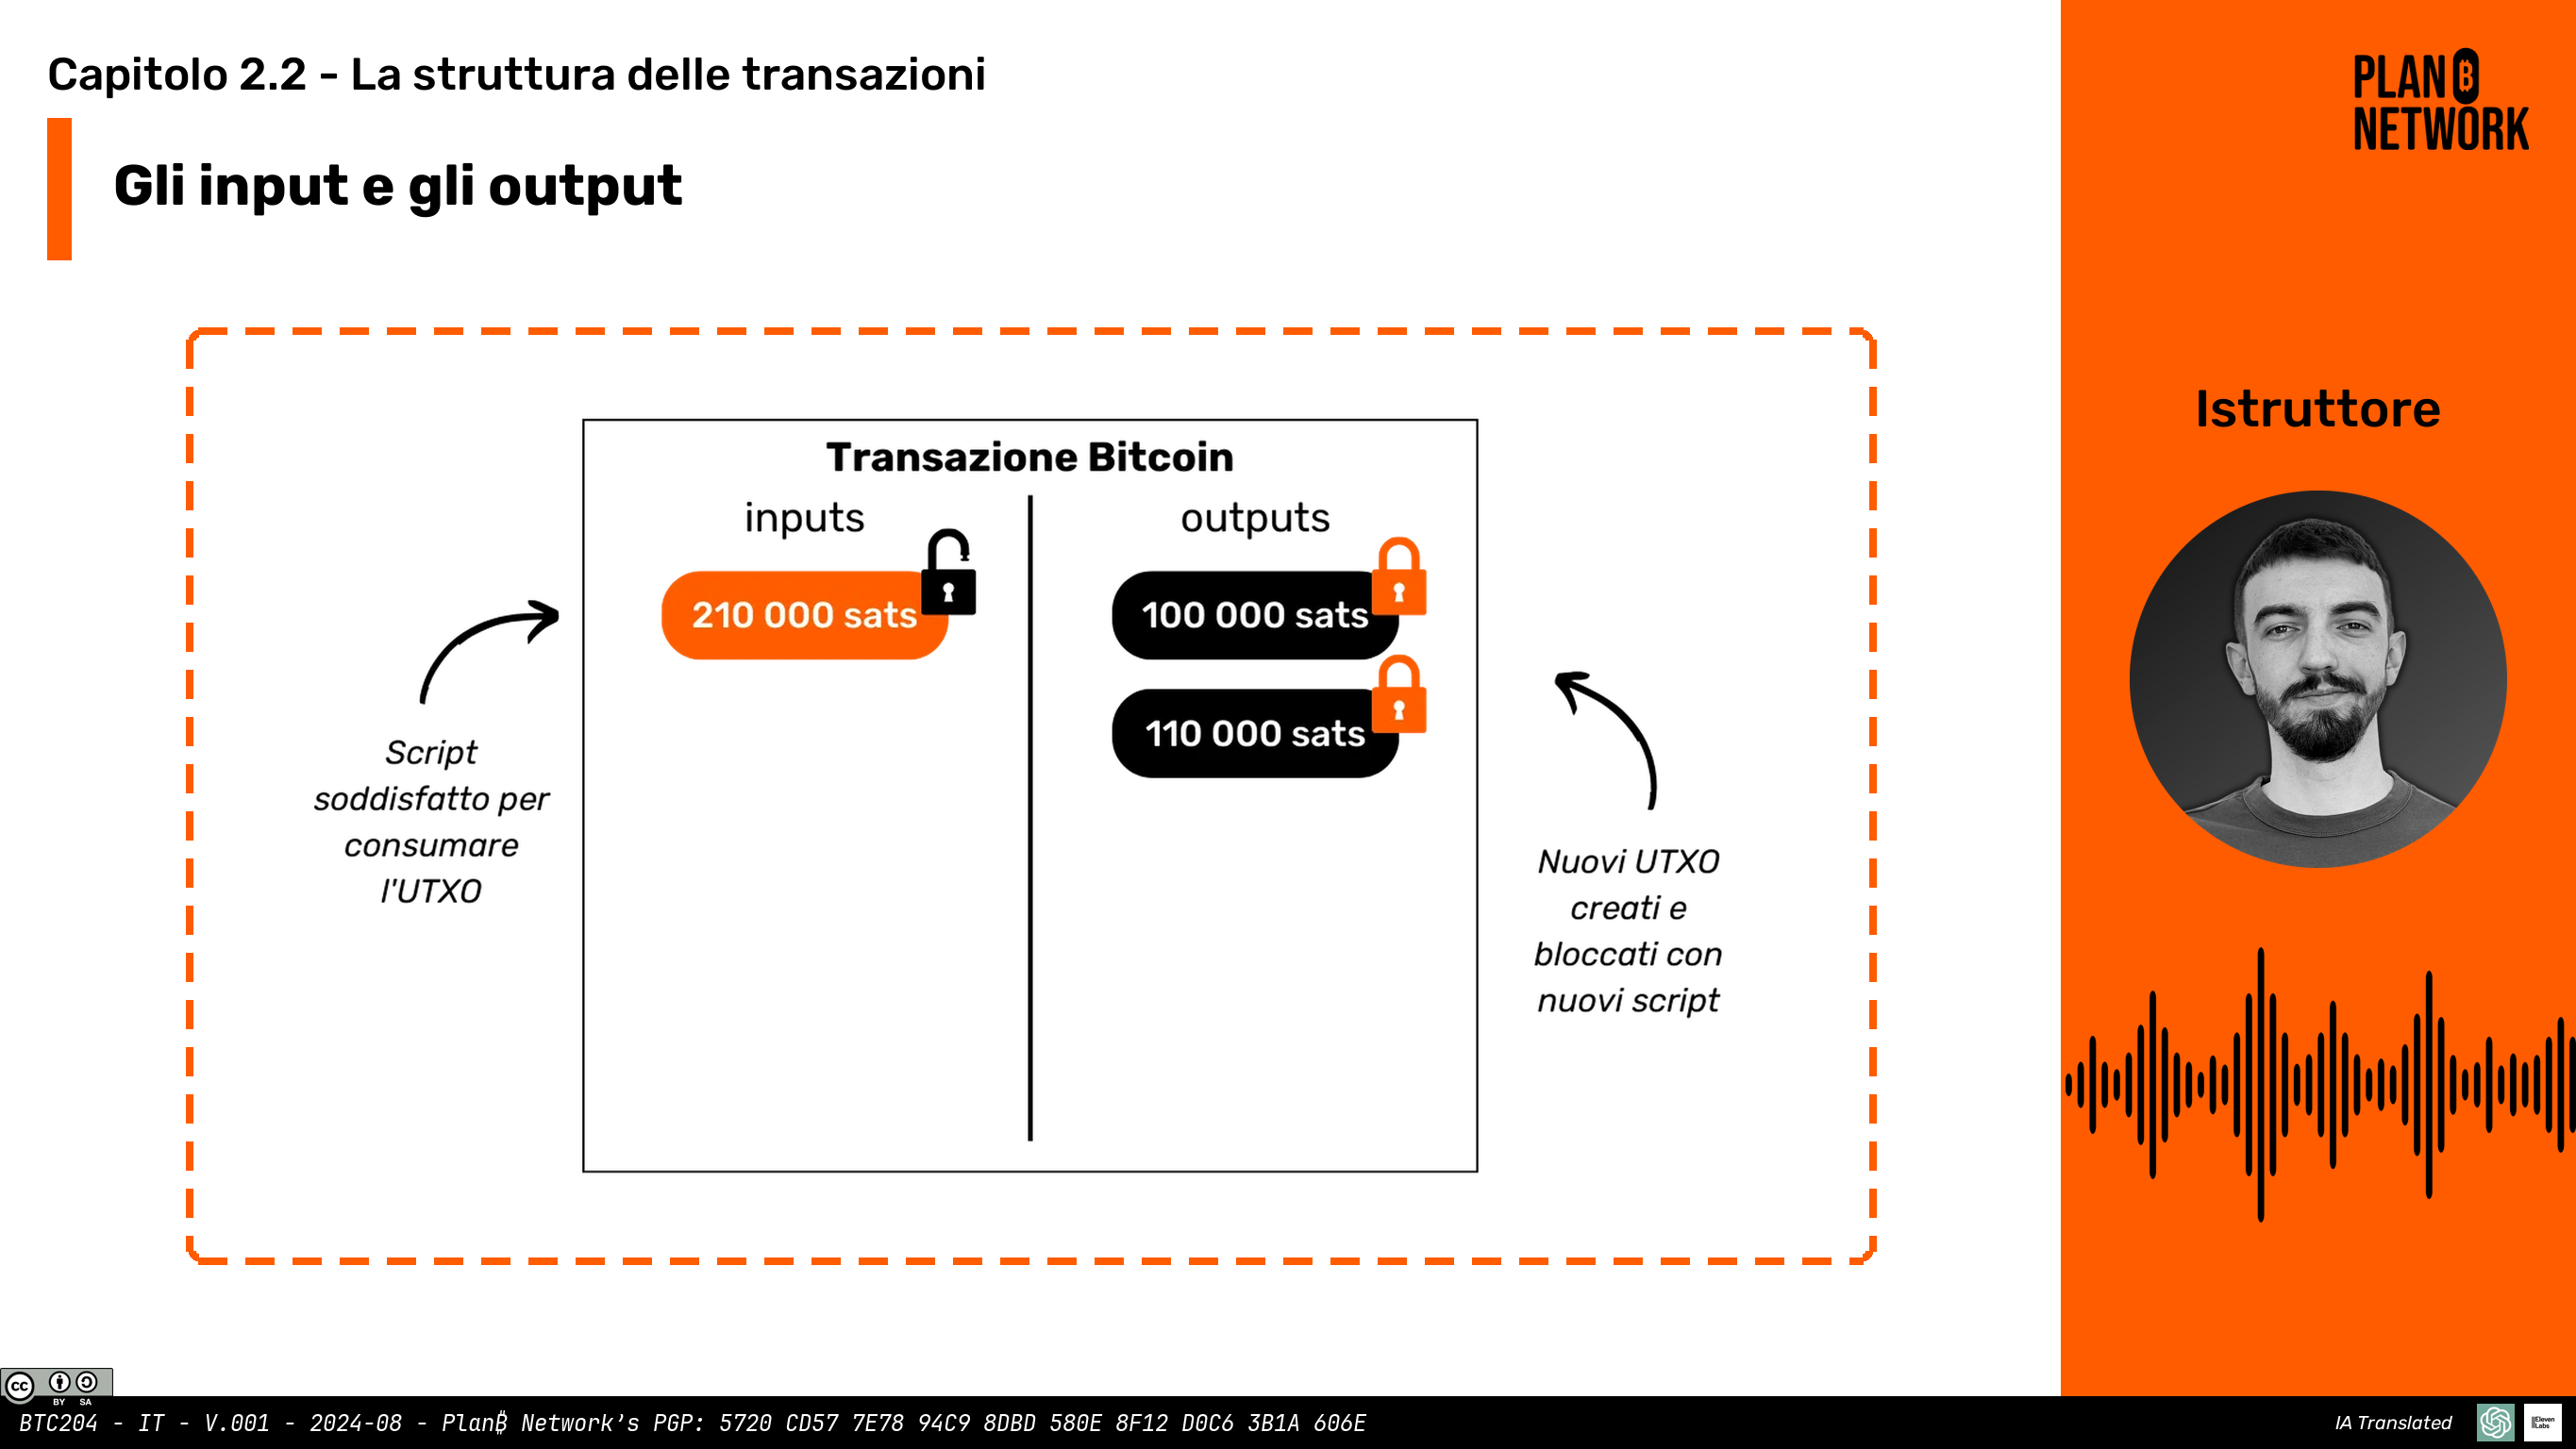 Capitolo 2.2 - La struttura delle transazioni
Gli input e gli output
PLAN ₿
NETWORK
Istruttore
Transazione Bitcoin
inputs
outputs
210 000 sats
100 000 sats
110 000 sats
Script
soddisfatto per
consumare
l'UTXO
Nuovi UTXO
creati e
bloccati con
nuovi script
cc
BY SA
BTC204 - IT - V.001 - 2024-08 - Plan₿ Network's PGP: 5720 CD57 7E78 94C9 8DBD 580E 8F12 D0C6 3B1A 606E
IA Translated
ElevenLabs